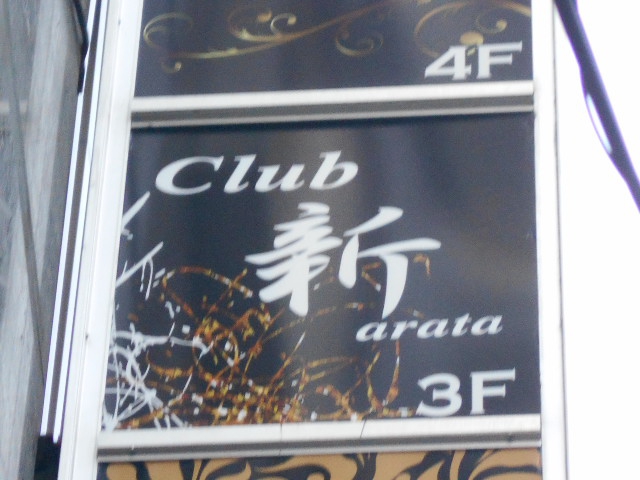 4F
Club
新
arata
3F